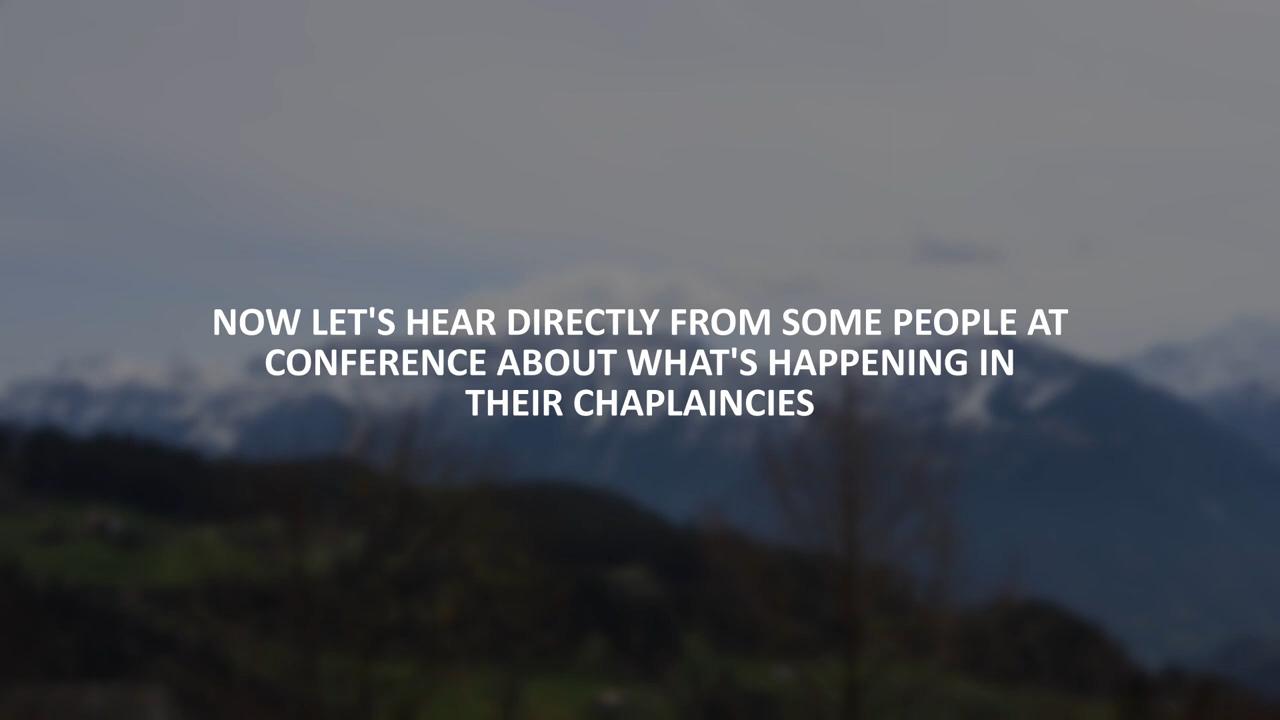 NOW LET'S HEAR DIRECTLY FROM SOME PEOPLE AT
CONFERENCE ABOUT WHAT'S HAPPENING IN
THEIR CHAPLAINCIES